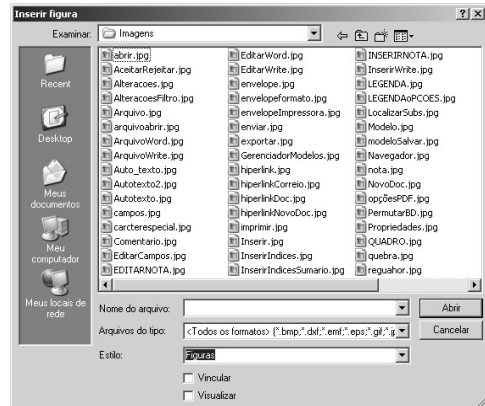 Inserir figura
Examinar: Imagens
Recent
Desktop
Meus documentos
Meu computador
Meus locais de rede
abrir.jpg
AceitarRejeitar.jpg
Alteracoes.jpg
AlteracoesFiltro.jpg
Arquivo.jpg
arquivoabrir.jpg
ArquivoWord.jpg
ArquivoWrite.jpg
Auto_texto.jpg
Autotexto2.jpg
Autotexto.jpg
campos.jpg
carcterespecial.jpg
Comentario.jpg
EditarCampos.jpg
EDITARNOTA.jpg
EditarWord.jpg
EditarWrite.jpg
envelope.jpg
envelopeformato.jpg
envelopeImpressora.jpg
enviar.jpg
exportar.jpg
GerenciadorModelos.jpg
hiperlink.jpg
hiperlinkCorreio.jpg
hiperlinkDoc.jpg
hiperlinkNovoDoc.jpg
imprimir.jpg
Inserir.jpg
InserirIndices.jpg
InserirIndicesSumario.jpg
INSERIRNOTA.jpg
InserirWrite.jpg
LEGENDA.jpg
LEGENDAoPCOES.jpg
LocalizarSubs.jpg
Modelo.jpg
modeloSalvar.jpg
Navegador.jpg
nota.jpg
NovoDoc.jpg
opçõesPDF.jpg
PermutarBD.jpg
Propriedades.jpg
QUADRO.jpg
quebra.jpg
reguahor.jpg
Nome do arquivo: Abrir
Arquivos do tipo: <Todos os formatos> (*.bmp;*.dxf;*.emf;*.eps;*.gif;*.jp Cancelar
Estilo: Figuras
Vincular
Visualizar